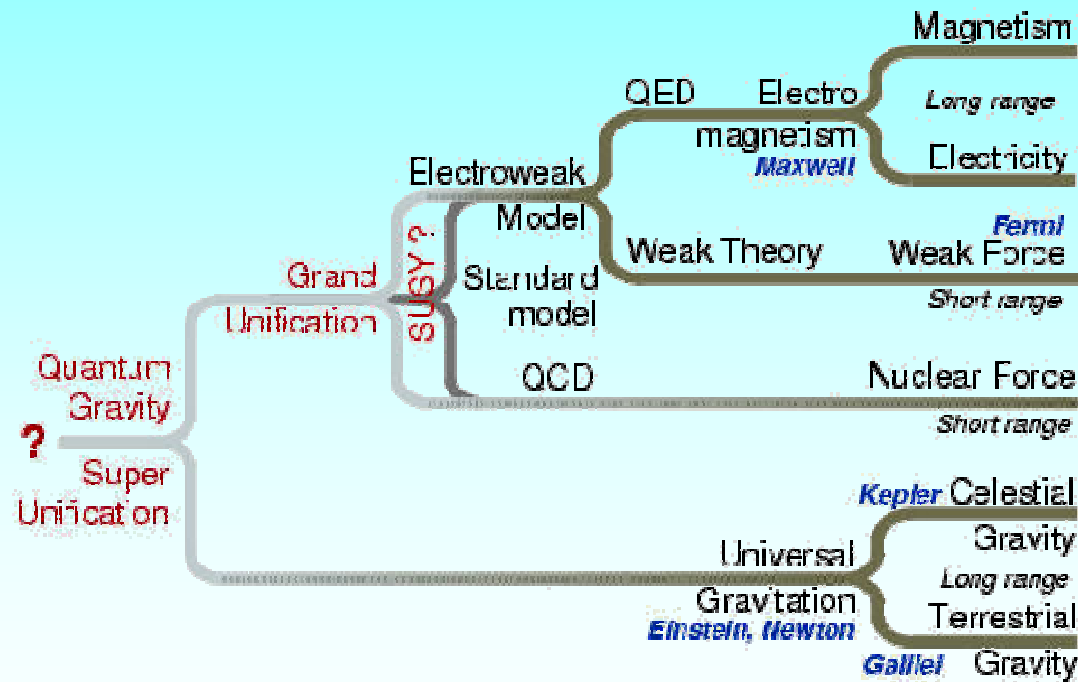 Magnetism
QED Electro
Long range
magnetism
Maxwell
Electricity
Electroweak
Model
Fermi
Weak Theory
Weak Force
Short range
SUSY ?
Grand
Unification
Standard
model
QCD
Nuclear Force
Short range
Quantum
Gravity
?
Super
Unification
Kepler Celestial
Gravity
Long range
Universal
Gravitation
Einstein, Newton
Terrestrial
Galilei Gravity